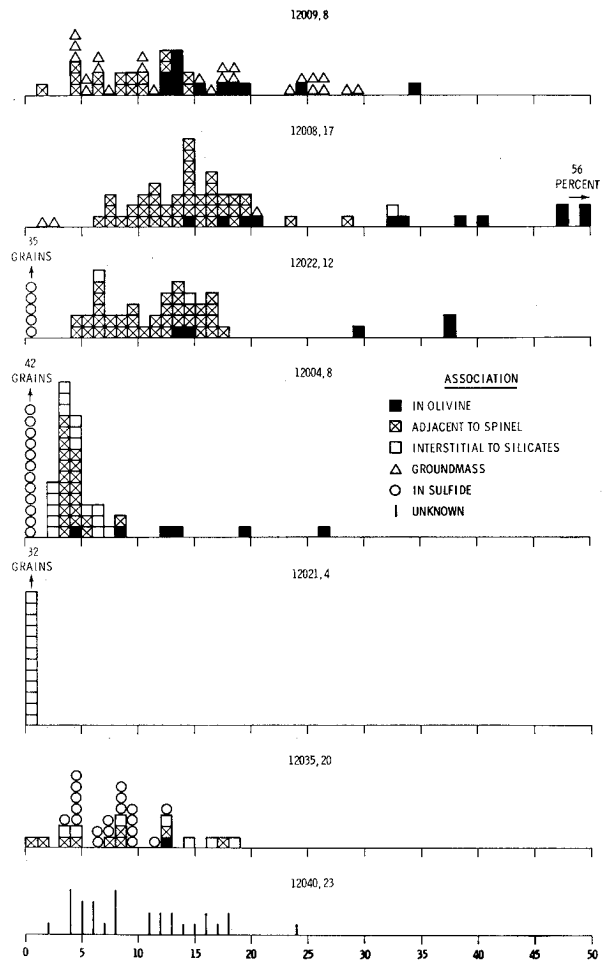 12009,8
12008,17
56
PERCENT
35
GRAINS
12022,12
42
GRAINS
12004,8
ASSOCIATION
IN OLIVINE
ADJACENT TO SPINEL
INTERSTITIAL TO SILICATES
GROUNDMASS
IN SULFIDE
UNKNOWN
32
GRAINS
12021,4
12035,20
12040,23
0 5 10 15 20 25 30 35 40 45 50